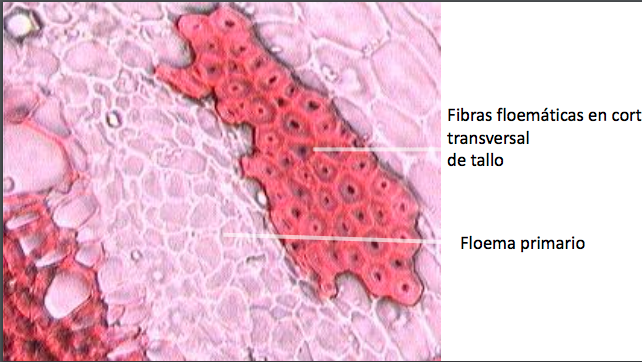 Fibras floemáticas en cort
transversal
de tallo
Floema primario